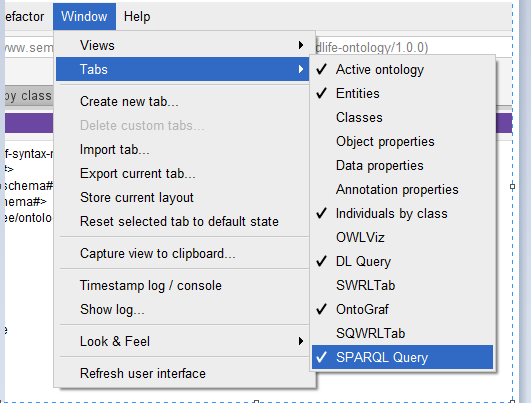 efactor Window Help
www.sem
dlife-ontology/1.0.0)
Views
Tabs
by class
Create new tab...
Delete custom tabs...
Import tab...
Export current tab...
Store current layout
Reset selected tab to default state
Capture view to clipboard...
Timestamp log / console
Show log...
Look & Feel
Refresh user interface
f-syntax-n
#>
schema#
schema#>
ee/ontolo
e
Active ontology
Entities
Classes
Object properties
Data properties
Annotation properties
Individuals by class
OWLViz
DL Query
SWRLTab
OntoGraf
SQWRLTab
SPARQL Query